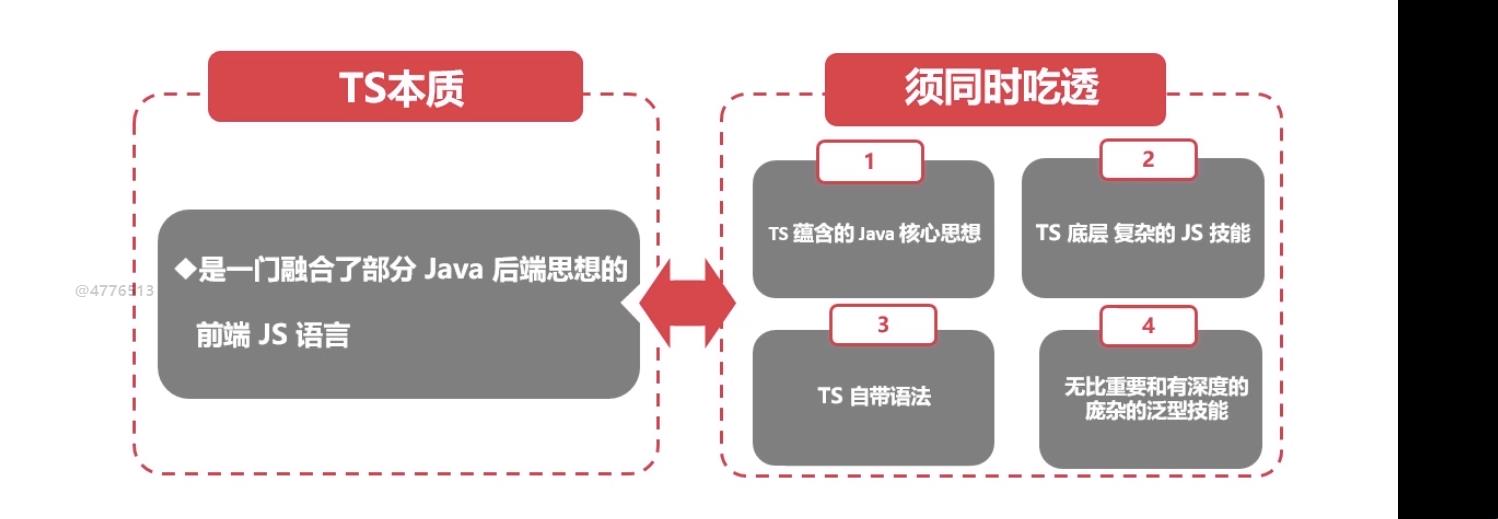 TS本质
◆是一门融合了部分 Java 后端思想的
前端 JS 语言
@4776513
须同时吃透
1
TS 蕴含的 Java 核心思想
2
TS 底层 复杂的 JS 技能
3
TS 自带语法
4
无比重要和有深度的
庞杂的泛型技能